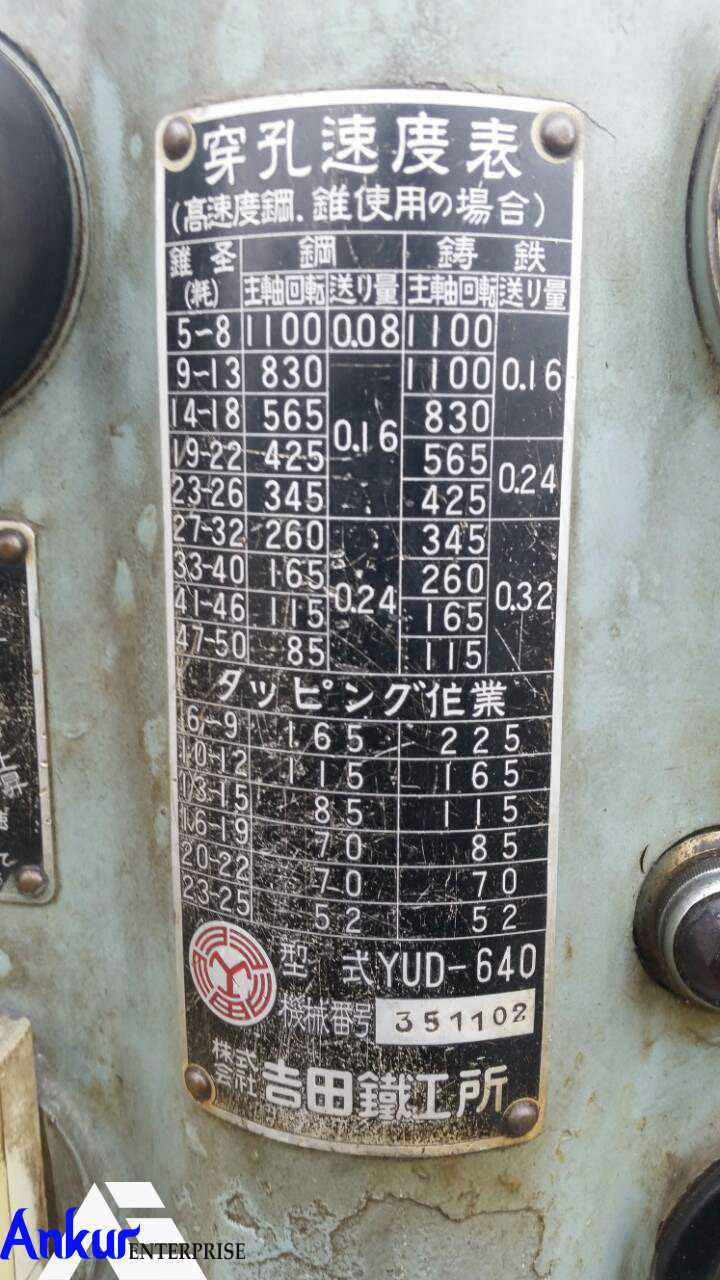 穿孔速度表
(高速度鋼、錐使用の場合)
錐圣 鋼 鋳鉄
(粍) 主軸回転 送り量 主軸回転 送り量
5-8 1100 0.08 1100
9-13 830 1100 0.16
14-18 565 830
0.16
19-22 425 565
0.24
23-26 345 425
27-32 260 345
33-40 165 260
0.24 0.32
41-46 115 165
47-50 85 115
タッピング作業
6-9 165 225
10-12 115 165
13-15 85 115
16-19 70 85
20-22 70 70
23-25 52 52
型式 YUD-640
機械番号 351102
株式会社 吉田鐵工所
Ankur ENTERPRISE